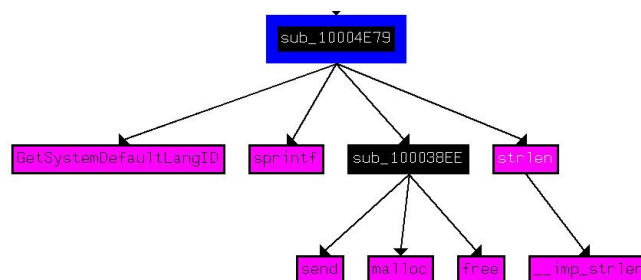 sub_10004E79
GetSystemDefaultLangID
sprintf
sub_100038EE
strlen
send
malloc
free
__imp_strlen